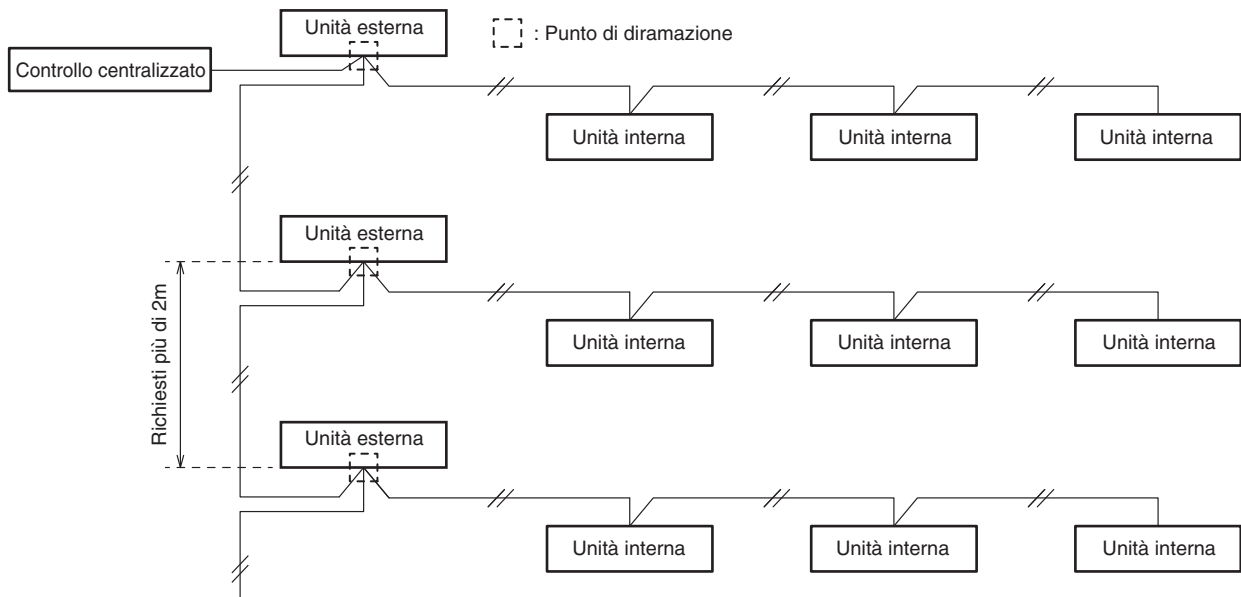 Unità esterna
: Punto di diramazione
Controllo centralizzato
Unità interna
Unità interna
Unità interna
Unità esterna
Richiesti più di 2m
Unità interna
Unità interna
Unità interna
Unità esterna
Unità interna
Unità interna
Unità interna